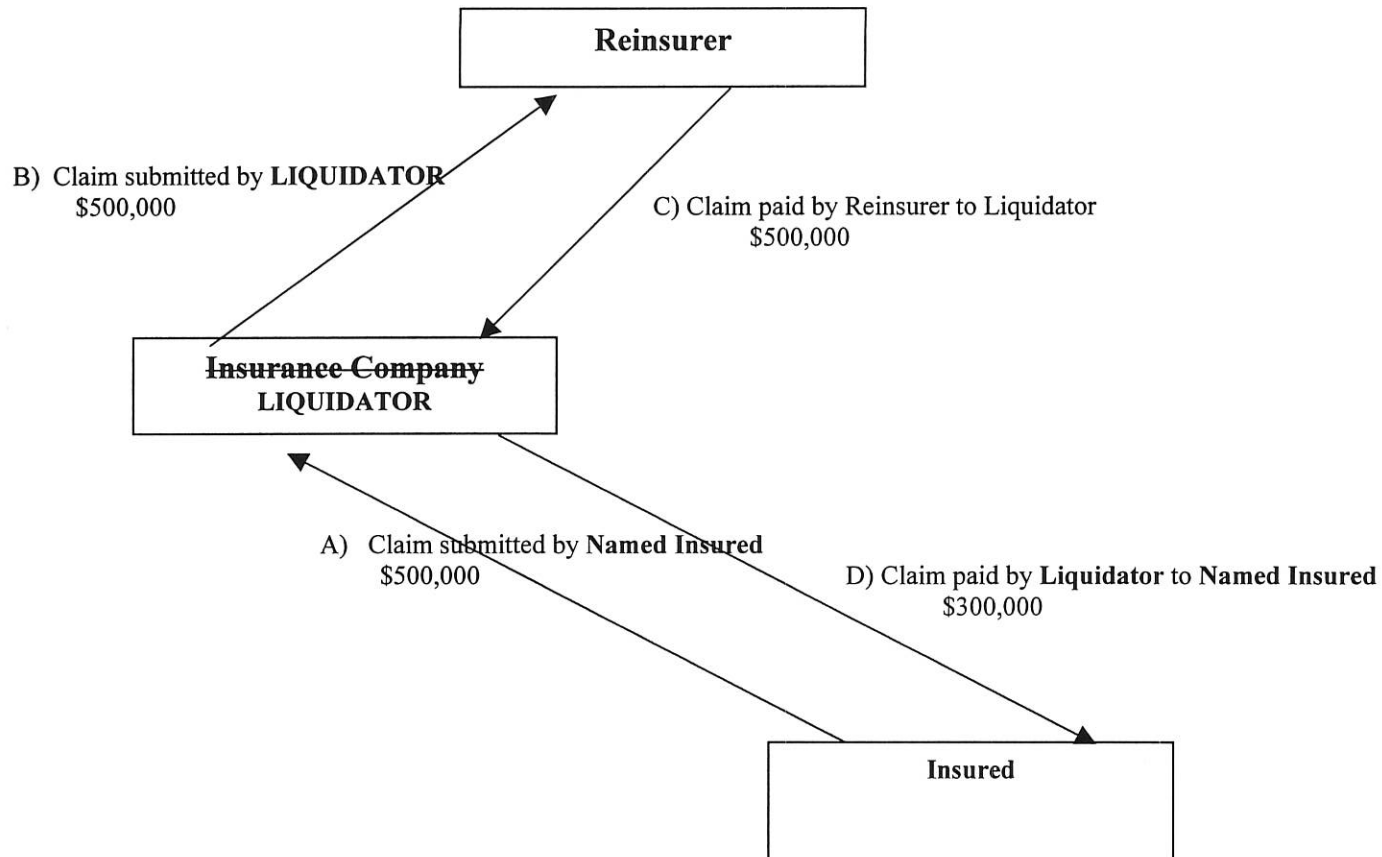 Reinsurer
B) Claim submitted by LIQUIDATOR
$500,000
C) Claim paid by Reinsurer to Liquidator
$500,000
Insurance Company
LIQUIDATOR
A) Claim submitted by Named Insured
$500,000
D) Claim paid by Liquidator to Named Insured
$300,000
Insured